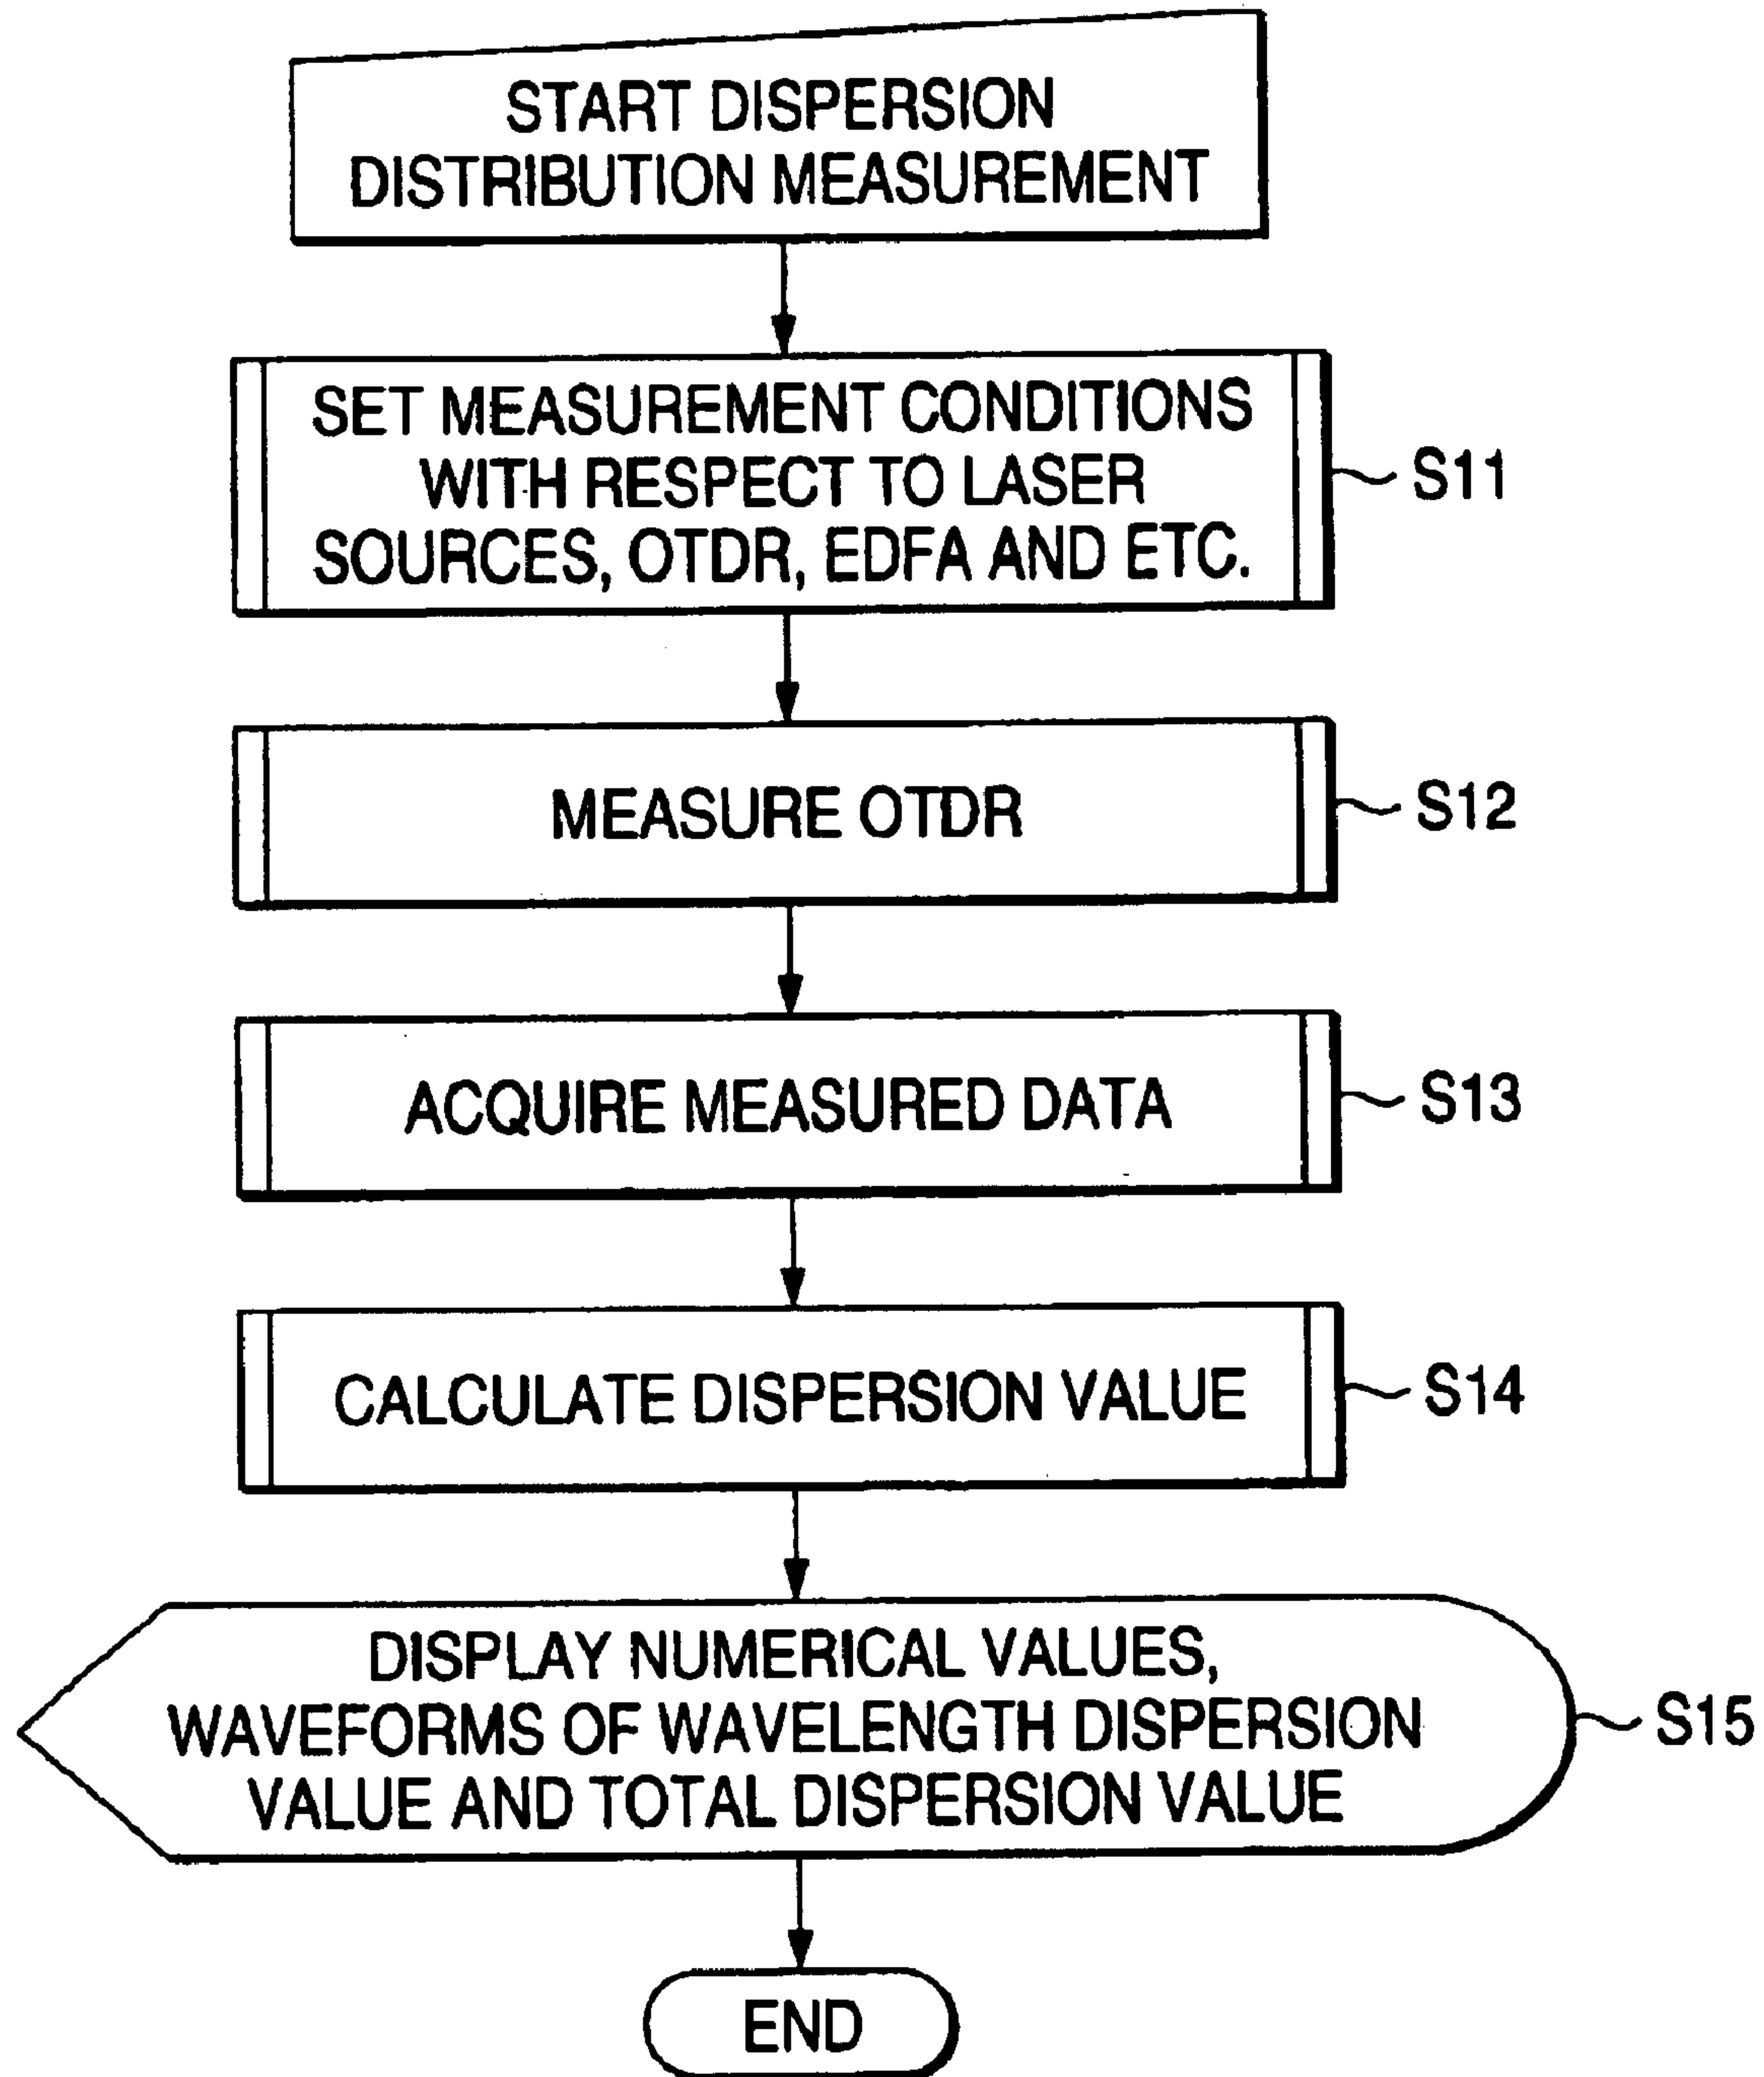 START DISPERSION
DISTRIBUTION MEASUREMENT
SET MEASUREMENT CONDITIONS
WITH RESPECT TO LASER
SOURCES, OTDR, EDFA AND ETC.
S11
MEASURE OTDR
S12
ACQUIRE MEASURED DATA
S13
CALCULATE DISPERSION VALUE
S14
DISPLAY NUMERICAL VALUES,
WAVEFORMS OF WAVELENGTH DISPERSION
VALUE AND TOTAL DISPERSION VALUE
S15
END